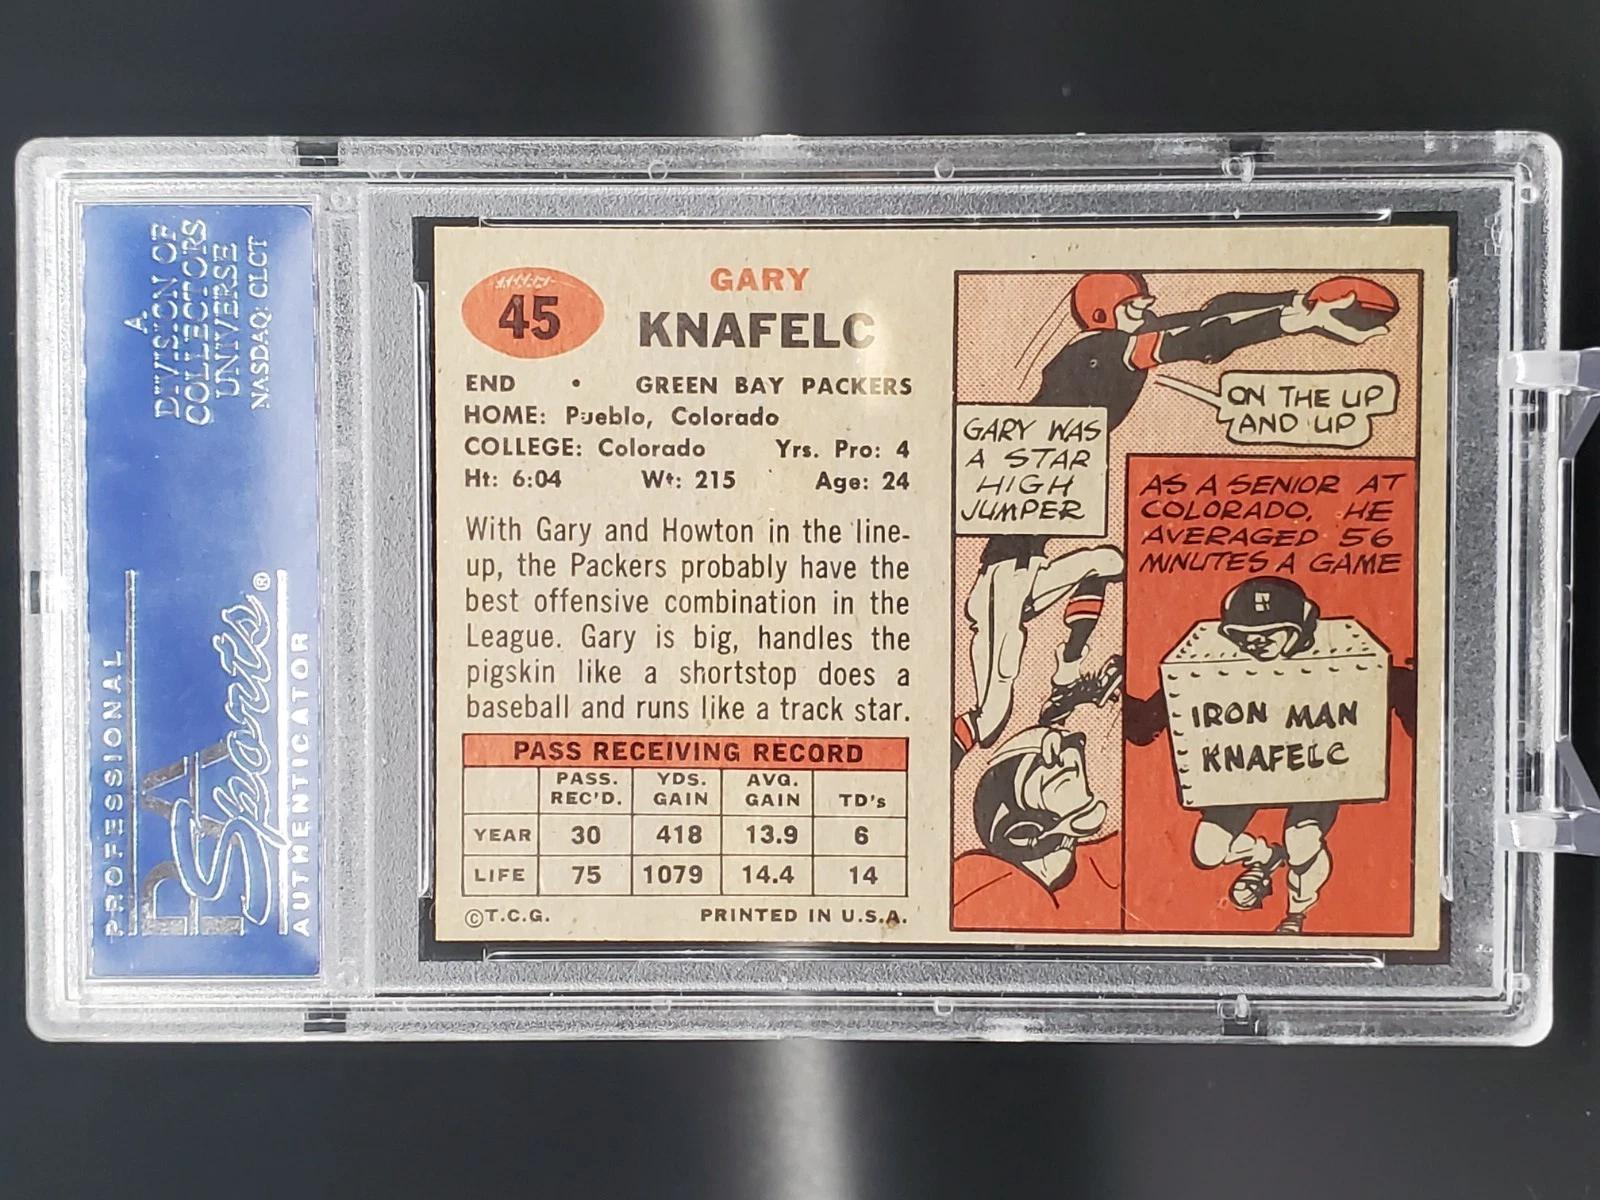 A
DIVISION OF
COLLECTORS
UNIVERSE
NASDAQ: CLCT
PROFESSIONAL
PSA
Sports®
AUTHENTICATOR
45
GARY
KNAFELC
END • GREEN BAY PACKERS
HOME: Pueblo, Colorado
COLLEGE: Colorado Yrs. Pro: 4
Ht: 6:04 Wt: 215 Age: 24
With Gary and Howton in the line-
up, the Packers probably have the
best offensive combination in the
League. Gary is big, handles the
pigskin like a shortstop does a
baseball and runs like a track star.
PASS RECEIVING RECORD
PASS. YDS. AVG.
REC'D. GAIN GAIN TD's
YEAR 30 418 13.9 6
LIFE 75 1079 14.4 14
©T.C.G. PRINTED IN U.S.A.
ON THE UP
AND UP
GARY WAS
A STAR
HIGH
JUMPER
AS A SENIOR AT
COLORADO, HE
AVERAGED 56
MINUTES A GAME
IRON MAN
KNAFELC